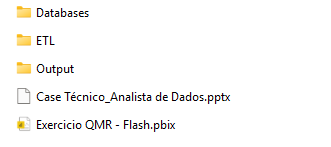 Databases
ETL
Output
Case Técnico_Analista de Dados.pptx
Exercicio QMR - Flash.pbix